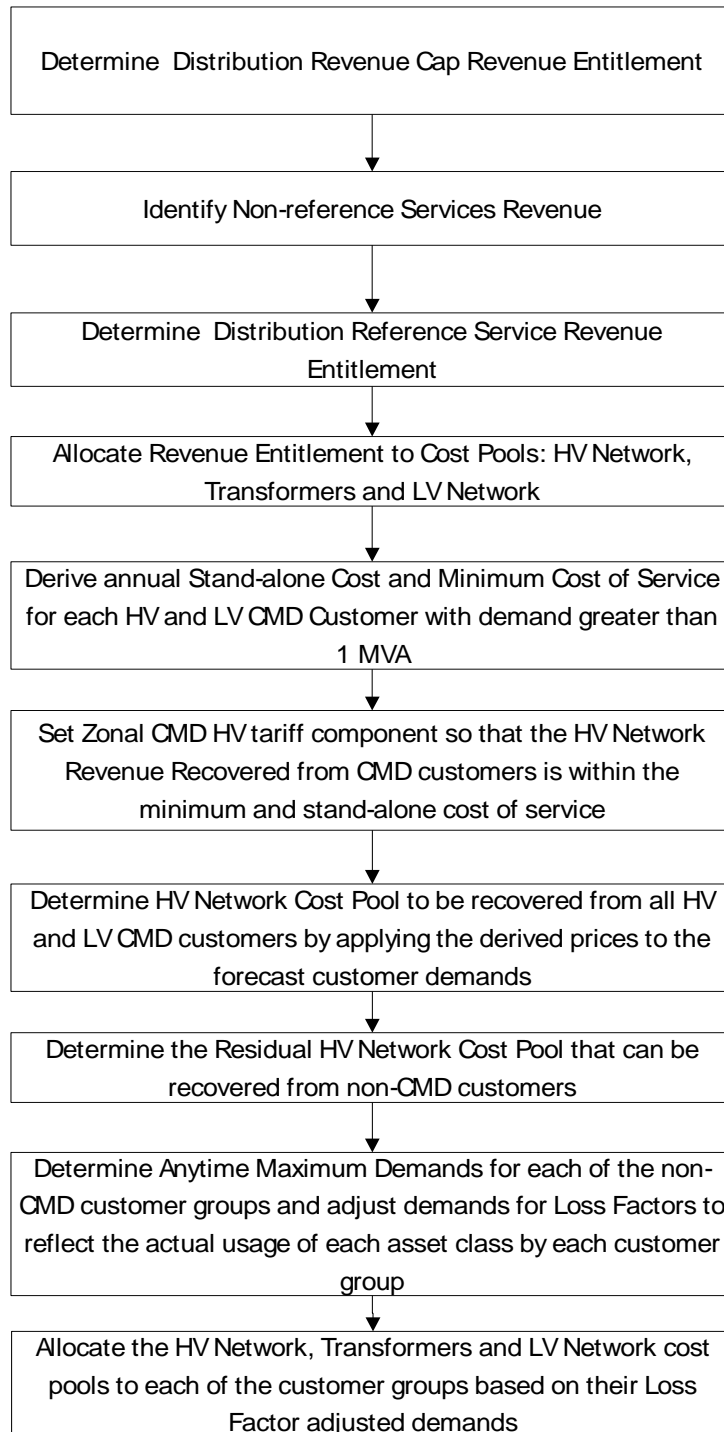 Determine Distribution Revenue Cap Revenue Entitlement
Identify Non-reference Services Revenue
Determine Distribution Reference Service Revenue
Entitlement
Allocate Revenue Entitlement to Cost Pools: HV Network,
Transformers and LV Network
Derive annual Stand-alone Cost and Minimum Cost of Service
for each HV and LV CMD Customer with demand greater than
1 MVA
Set Zonal CMD HV tariff component so that the HV Network
Revenue Recovered from CMD customers is within the
minimum and stand-alone cost of service
Determine HV Network Cost Pool to be recovered from all HV
and LV CMD customers by applying the derived prices to the
forecast customer demands
Determine the Residual HV Network Cost Pool that can be
recovered from non-CMD customers
Determine Anytime Maximum Demands for each of the non-
CMD customer groups and adjust demands for Loss Factors to
reflect the actual usage of each asset class by each customer
group
Allocate the HV Network, Transformers and LV Network cost
pools to each of the customer groups based on their Loss
Factor adjusted demands